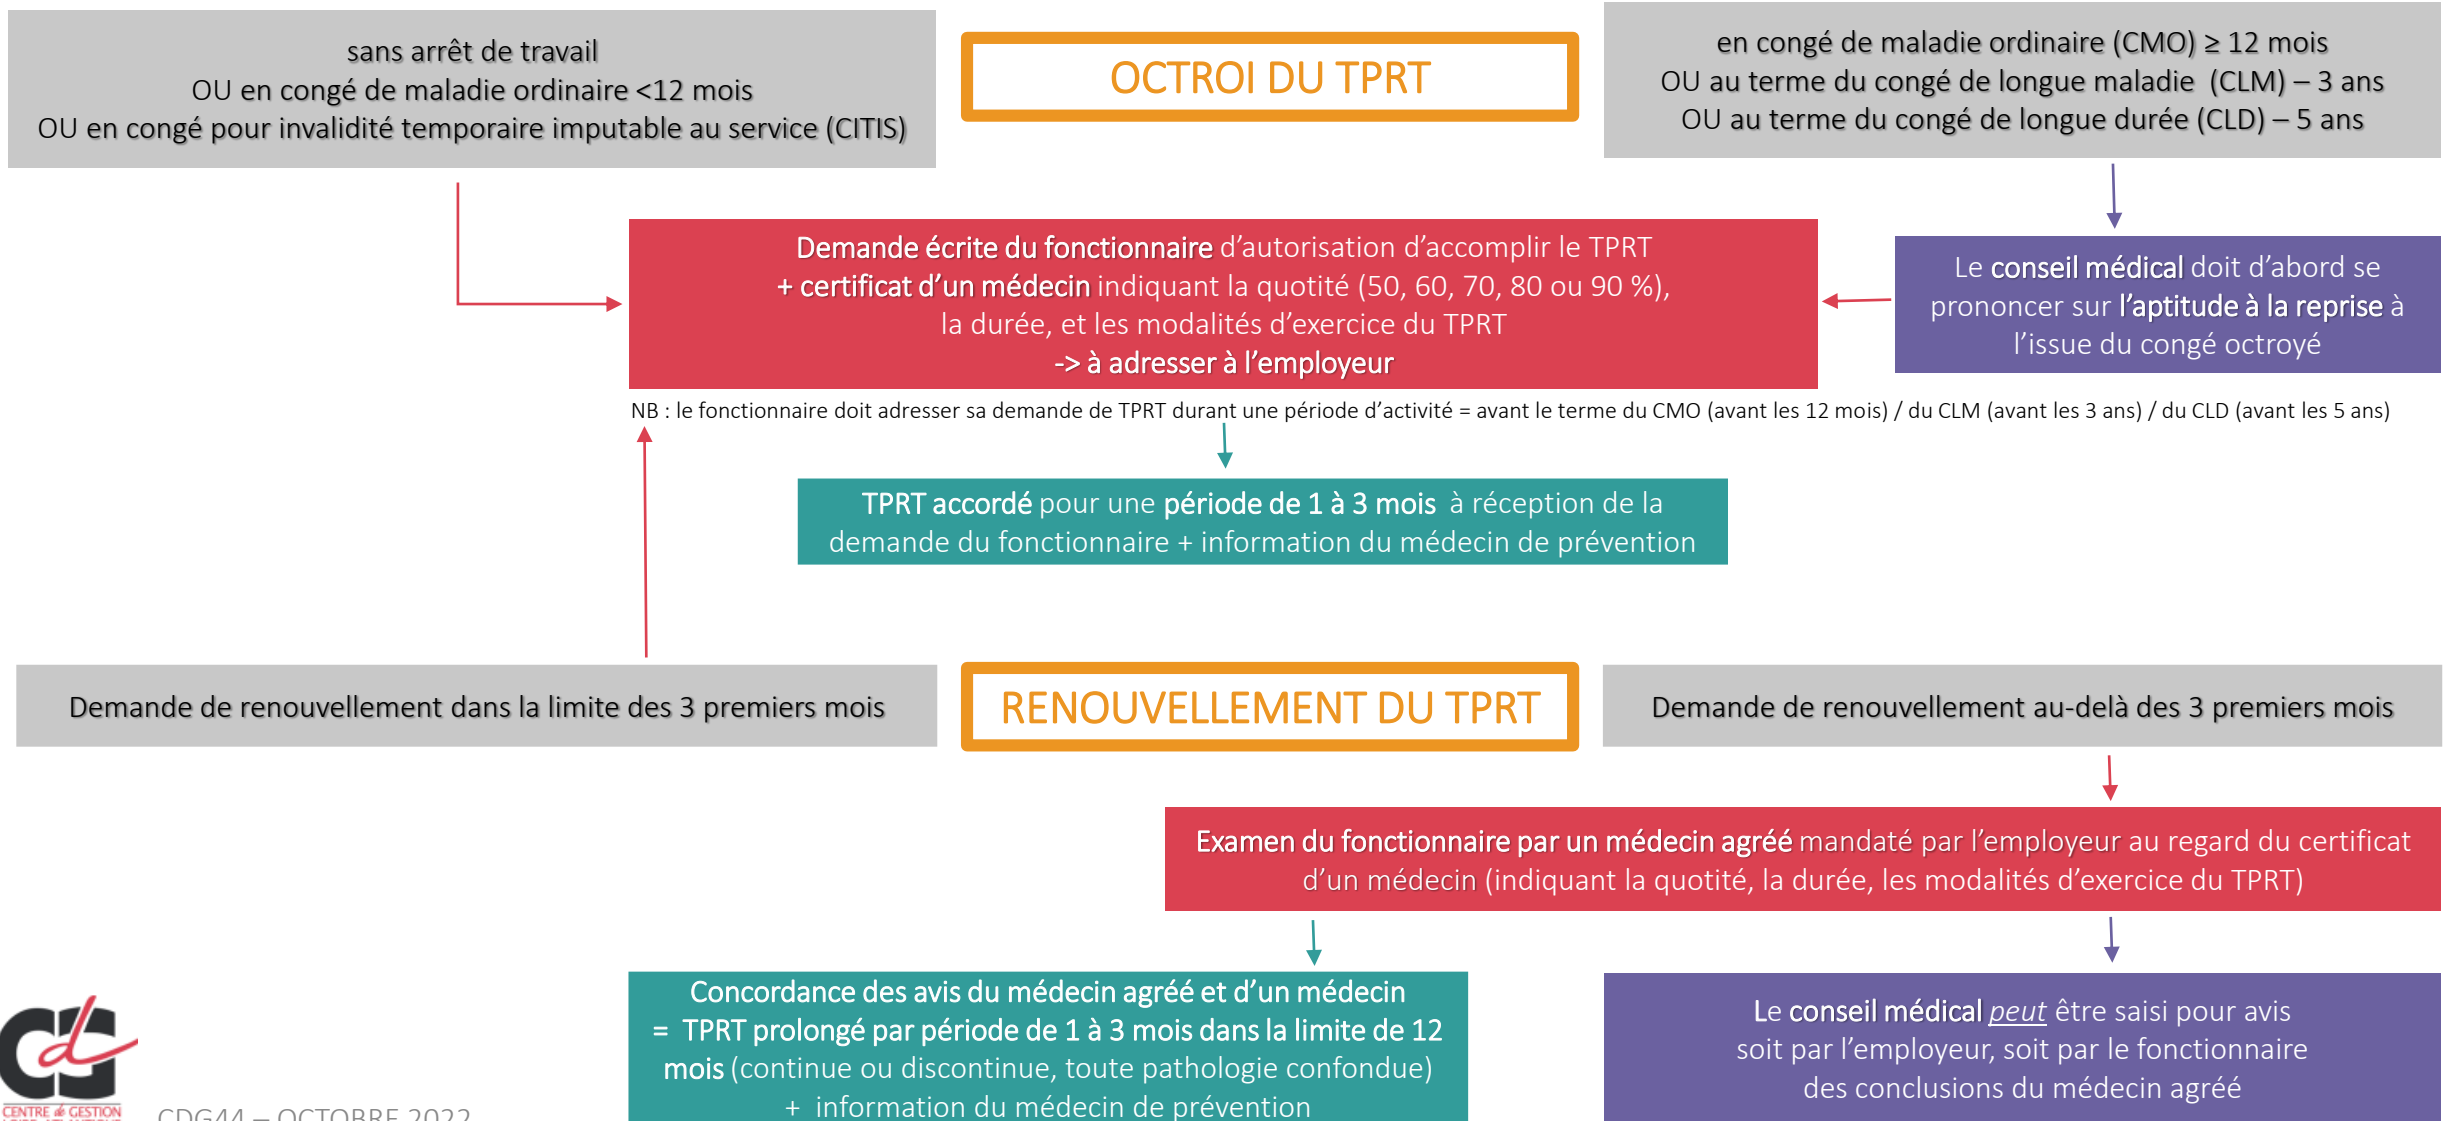 sans arrêt de travail
OU en congé de maladie ordinaire <12 mois
OU en congé pour invalidité temporaire imputable au service (CITIS)
OCTROI DU TPRT
en congé de maladie ordinaire (CMO) ≥ 12 mois
OU au terme du congé de longue maladie (CLM) – 3 ans
OU au terme du congé de longue durée (CLD) – 5 ans
Demande écrite du fonctionnaire d’autorisation d’accomplir le TPRT
+ certificat d’un médecin indiquant la quotité (50, 60, 70, 80 ou 90 %),
la durée, et les modalités d’exercice du TPRT
-> à adresser à l’employeur
Le conseil médical doit d’abord se
prononcer sur l’aptitude à la reprise à
l’issue du congé octroyé
NB : le fonctionnaire doit adresser sa demande de TPRT durant une période d’activité = avant le terme du CMO (avant les 12 mois) / du CLM (avant les 3 ans) / du CLD (avant les 5 ans)
TPRT accordé pour une période de 1 à 3 mois à réception de la
demande du fonctionnaire + information du médecin de prévention
Demande de renouvellement dans la limite des 3 premiers mois
RENOUVELLEMENT DU TPRT
Demande de renouvellement au-delà des 3 premiers mois
Examen du fonctionnaire par un médecin agréé mandaté par l’employeur au regard du certificat
d’un médecin (indiquant la quotité, la durée, les modalités d’exercice du TPRT)
Concordance des avis du médecin agréé et d’un médecin
= TPRT prolongé par période de 1 à 3 mois dans la limite de 12
mois (continue ou discontinue, toute pathologie confondue)
+ information du médecin de prévention
Le conseil médical peut être saisi pour avis
soit par l’employeur, soit par le fonctionnaire
des conclusions du médecin agréé
CdG
CENTRE de GESTION
CDG44 – OCTOBRE 2022